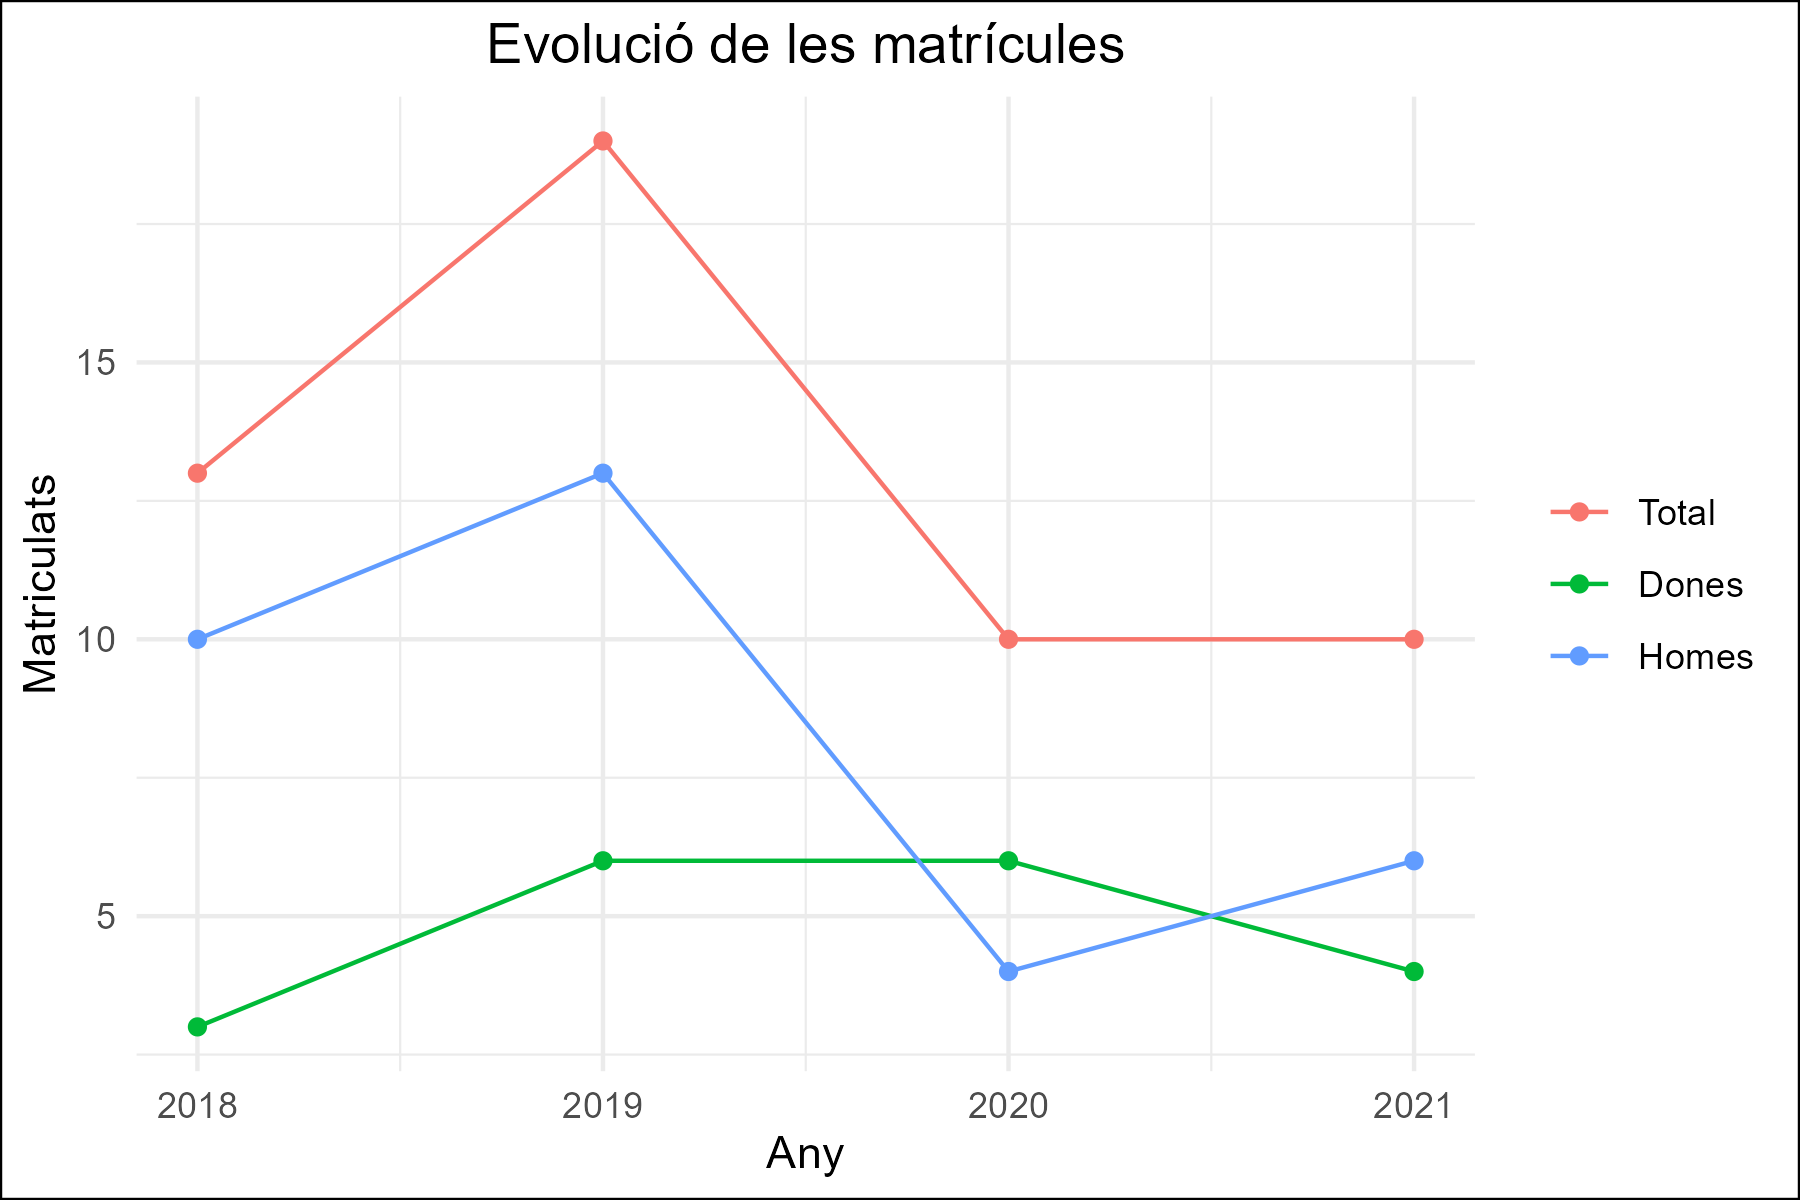 Evolució de les matrícules
Matriculats
15
10
5
2018
2019
2020
2021
Any
Total
Dones
Homes